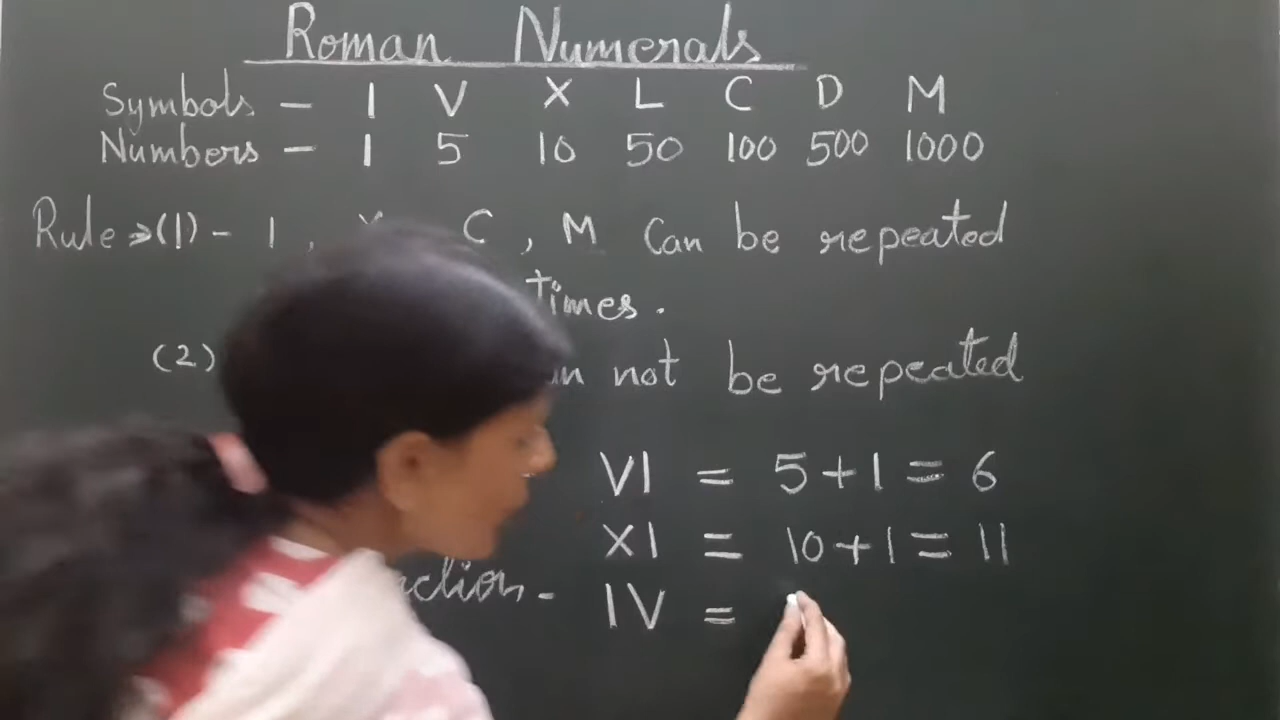 Roman Numerals
Symbols – I V X L C D M
Numbers – 1 5 10 50 100 500 1000
Rule → (1) – I, X C, M Can be repeated
times.
(2) not be repeated
VI = 5+1 = 6
XI = 10+1 = 11
– IV =